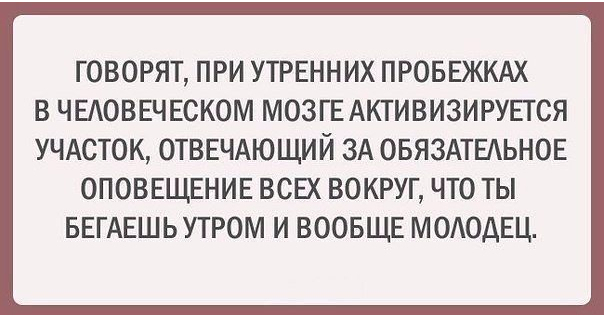 ГОВОРЯТ, ПРИ УТРЕННИХ ПРОБЕЖКАХ
В ЧЕЛОВЕЧЕСКОМ МОЗГЕ АКТИВИЗИРУЕТСЯ
УЧАСТОК, ОТВЕЧАЮЩИЙ ЗА ОБЯЗАТЕЛЬНОЕ
ОПОВЕЩЕНИЕ ВСЕХ ВОКРУГ, ЧТО ТЫ
БЕГАЕШЬ УТРОМ И ВООБЩЕ МОЛОДЕЦ.